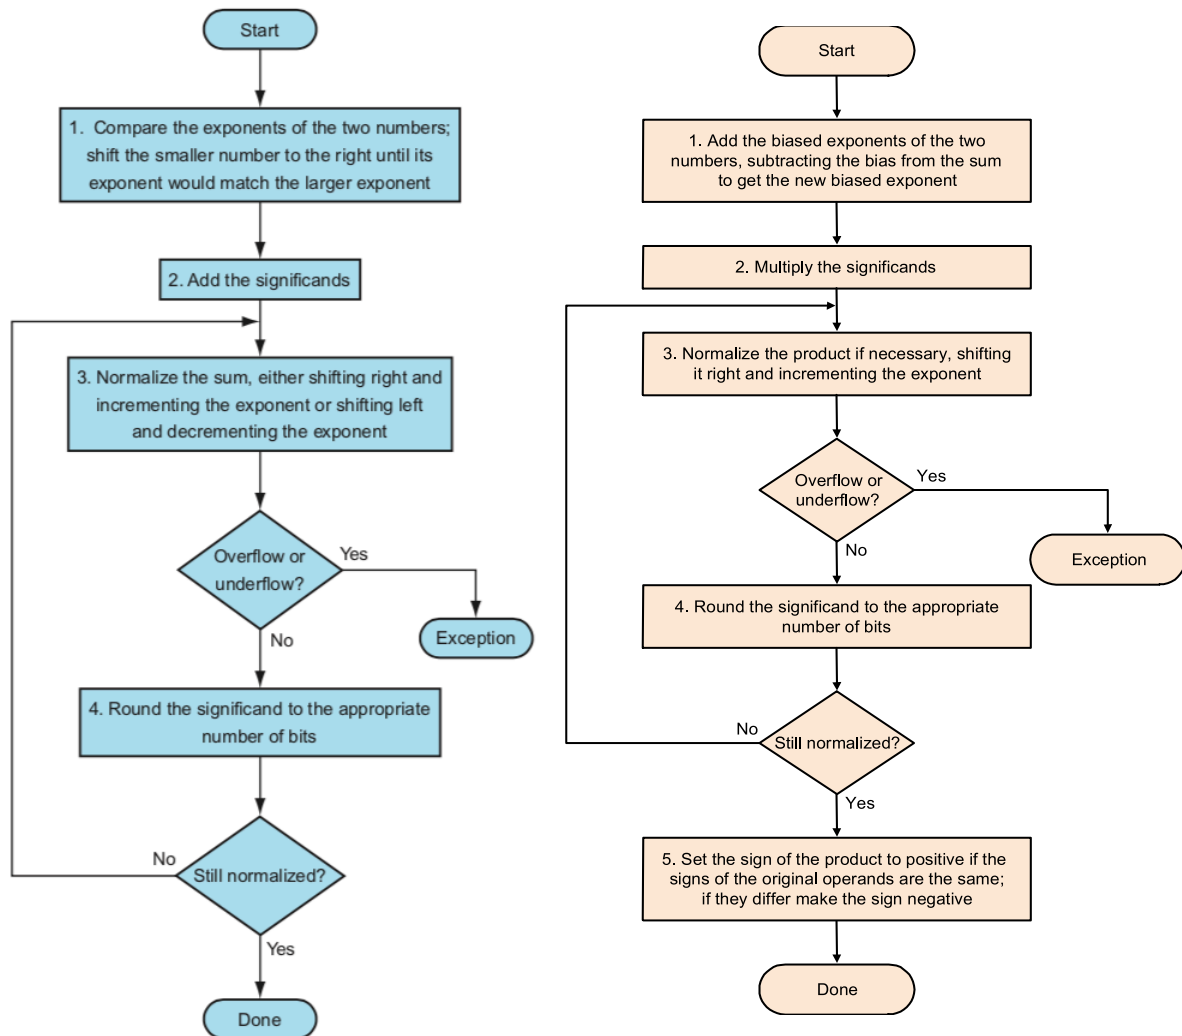 Start
1. Compare the exponents of the two numbers;
shift the smaller number to the right until its
exponent would match the larger exponent
2. Add the significands
3. Normalize the sum, either shifting right and
incrementing the exponent or shifting left
and decrementing the exponent
Overflow or
underflow?
Yes
No
Exception
4. Round the significand to the appropriate
number of bits
No
Still normalized?
Yes
Done
Start
1. Add the biased exponents of the two
numbers, subtracting the bias from the sum
to get the new biased exponent
2. Multiply the significands
3. Normalize the product if necessary, shifting
it right and incrementing the exponent
Overflow or
underflow?
Yes
No
Exception
4. Round the significand to the appropriate
number of bits
No
Still normalized?
Yes
5. Set the sign of the product to positive if the
signs of the original operands are the same;
if they differ make the sign negative
Done